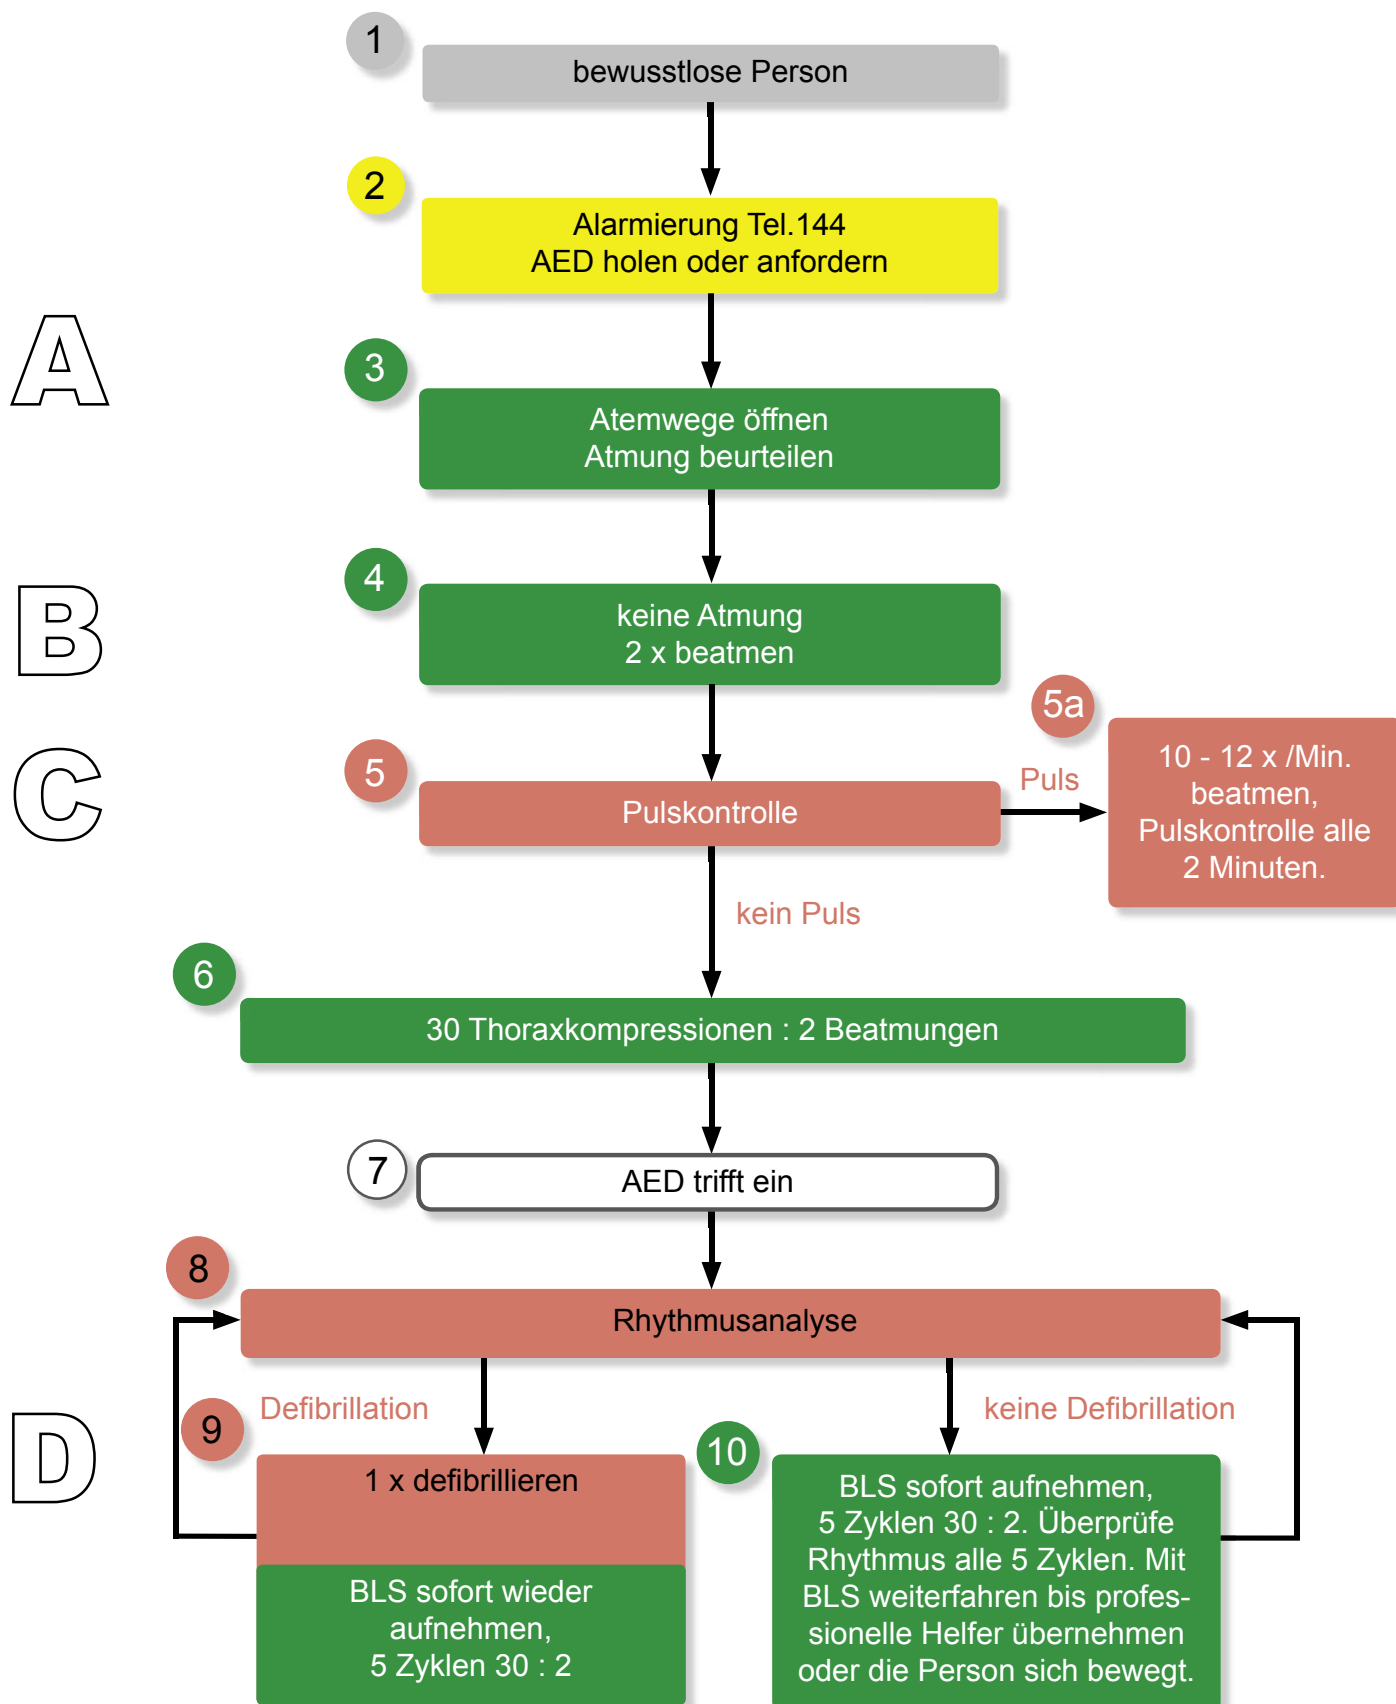 1
bewusstlose Person
2
Alarmierung Tel.144
AED holen oder anfordern
A
3
Atemwege öffnen
Atmung beurteilen
B
4
keine Atmung
2 x beatmen
C
5
Pulskontrolle
Puls
5a
10 - 12 x /Min.
beatmen,
Pulskontrolle alle
2 Minuten.
kein Puls
6
30 Thoraxkompressionen : 2 Beatmungen
7
AED trifft ein
8
Rhythmusanalyse
D
9
Defibrillation
1 x defibrillieren
BLS sofort wieder
aufnehmen,
5 Zyklen 30 : 2
keine Defibrillation
10
BLS sofort aufnehmen,
5 Zyklen 30 : 2. Überprüfe
Rhythmus alle 5 Zyklen. Mit
BLS weiterfahren bis profes-
sionelle Helfer übernehmen
oder die Person sich bewegt.